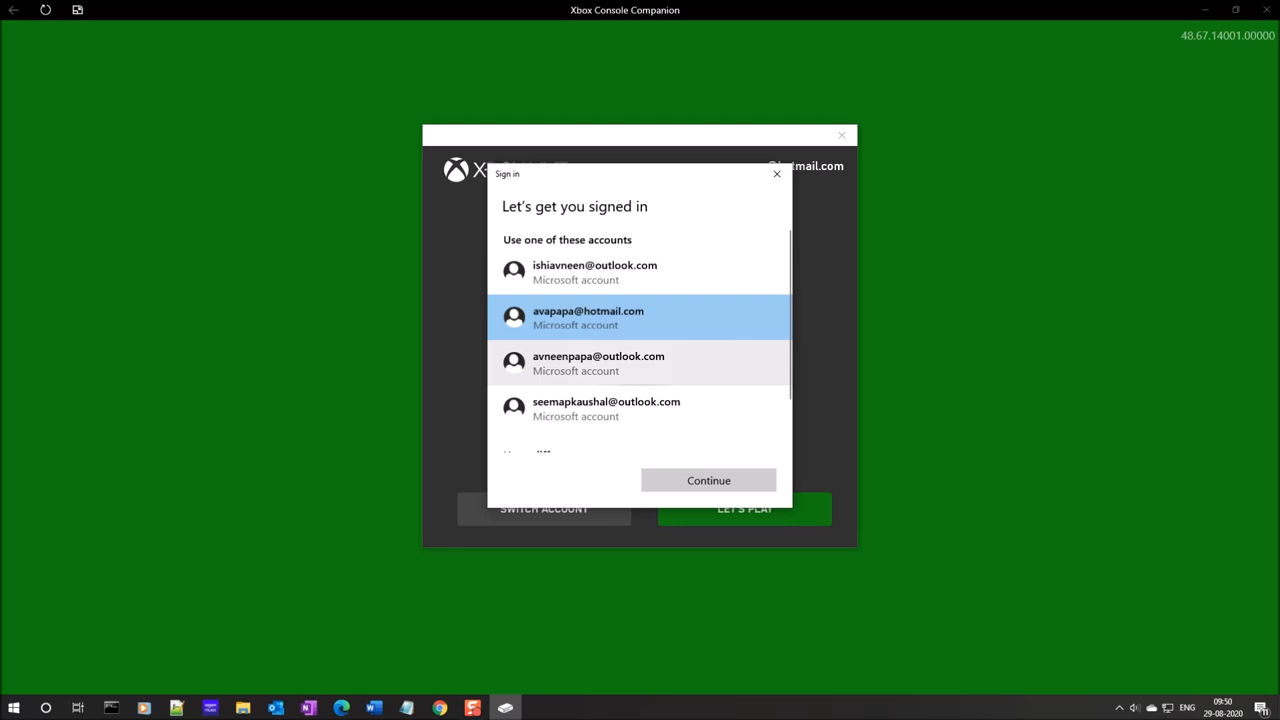 Xbox Console Companion
48.67.14001.00000
tmail.com
Sign in
Let's get you signed in
Use one of these accounts
ishiavneen@outlook.com
Microsoft account
avapapa@hotmail.com
Microsoft account
avneenpapa@outlook.com
Microsoft account
seemapkaushal@outlook.com
Microsoft account
Continue
SWITCH ACCOUNT
LET'S PLAY
ENG
09:50
29-08-2020